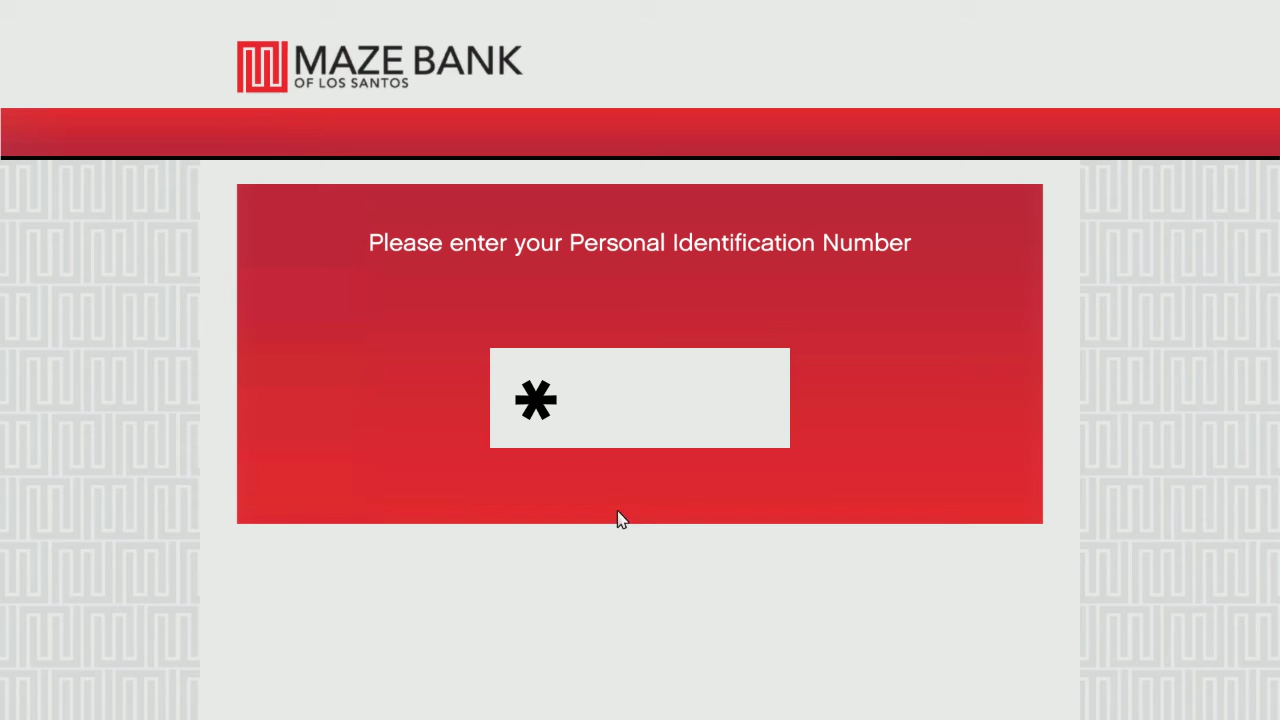 MAZE BANK
OF LOS SANTOS
Please enter your Personal Identification Number
*